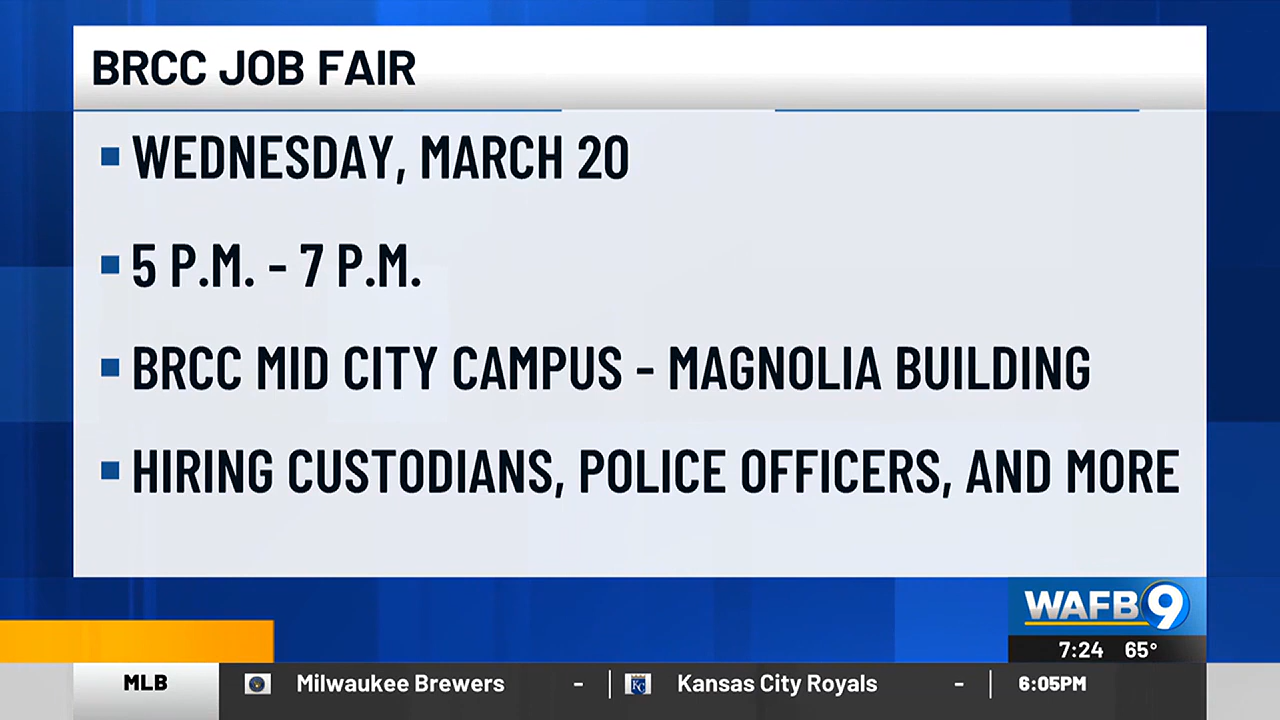 BRCC JOB FAIR
WEDNESDAY, MARCH 20
5 P.M. - 7 P.M.
BRCC MID CITY CAMPUS - MAGNOLIA BUILDING
HIRING CUSTODIANS, POLICE OFFICERS, AND MORE
WAFB 9
7:24 65°
MLB Milwaukee Brewers - KC Kansas City Royals - 6:05PM